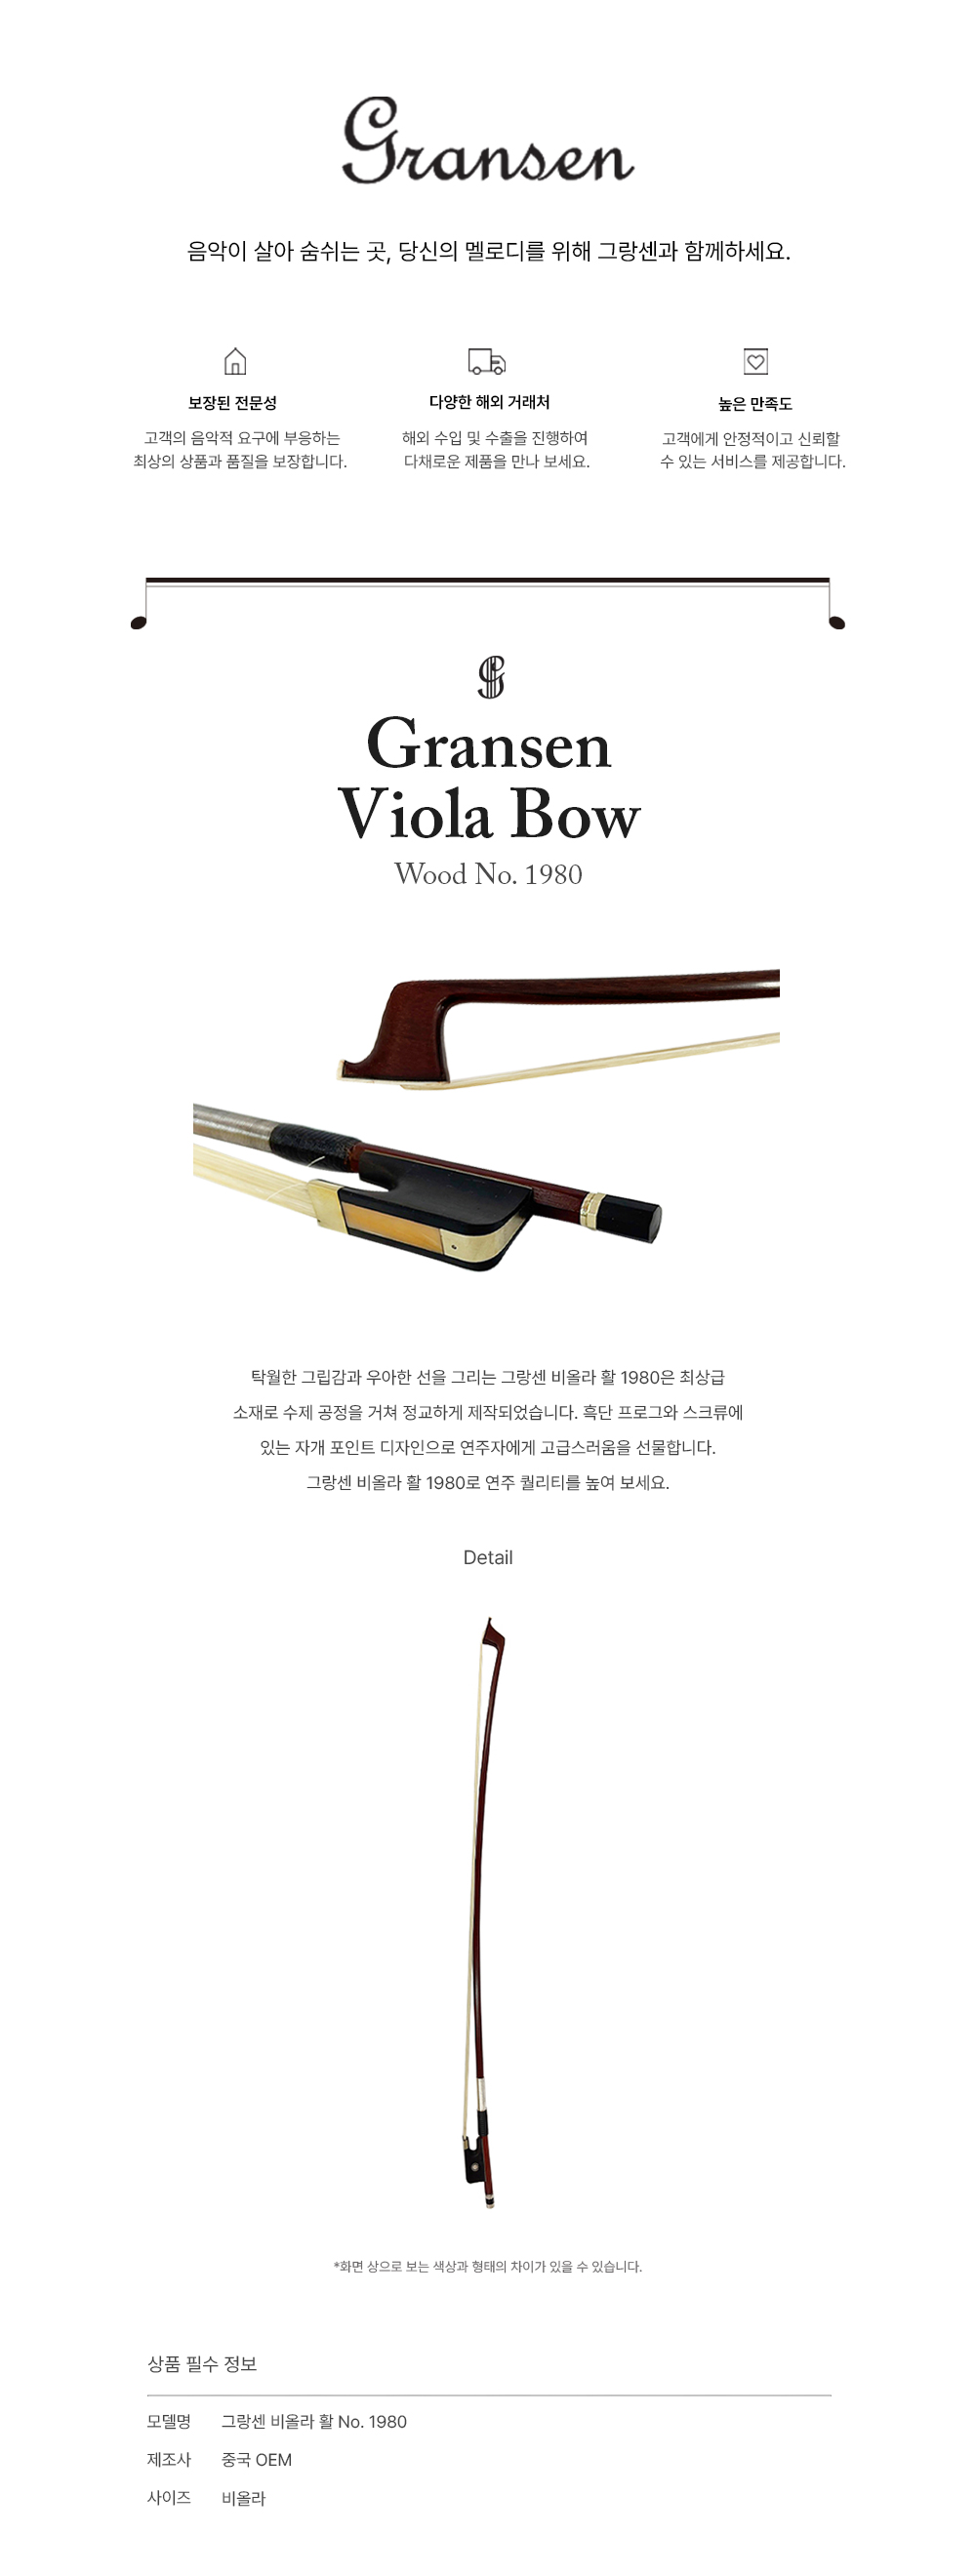 Gransen
음악이 살아 숨쉬는 곳, 당신의 멜로디를 위해 그랑센과 함께하세요.
보장된 전문성
고객의 음악적 요구에 부응하는
최상의 상품과 품질을 보장합니다.
다양한 해외 거래처
해외 수입 및 수출을 진행하여
다채로운 제품을 만나 보세요.
높은 만족도
고객에게 안정적이고 신뢰할
수 있는 서비스를 제공합니다.
Gransen
Viola Bow
Wood No. 1980
탁월한 그립감과 우아한 선을 그리는 그랑센 비올라 활 1980은 최상급
소재로 수제 공정을 거쳐 정교하게 제작되었습니다. 흑단 프로그와 스크류에
있는 자개 포인트 디자인으로 연주자에게 고급스러움을 선물합니다.
그랑센 비올라 활 1980로 연주 퀄리티를 높여 보세요.
Detail
*화면 상으로 보는 색상과 형태의 차이가 있을 수 있습니다.
상품 필수 정보
모델명 그랑센 비올라 활 No. 1980
제조사 중국 OEM
사이즈 비올라